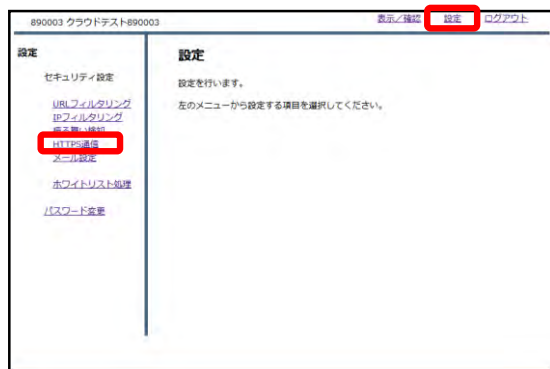 890003 クラウドテスト890003
表示／確認 設定 ログアウト
設定
セキュリティ設定
URLフィルタリング
IPフィルタリング
振る舞い検知
HTTPS通信
メール設定
ホワイトリスト処理
パスワード変更
設定
設定を行います。
左のメニューから設定する項目を選択してください。